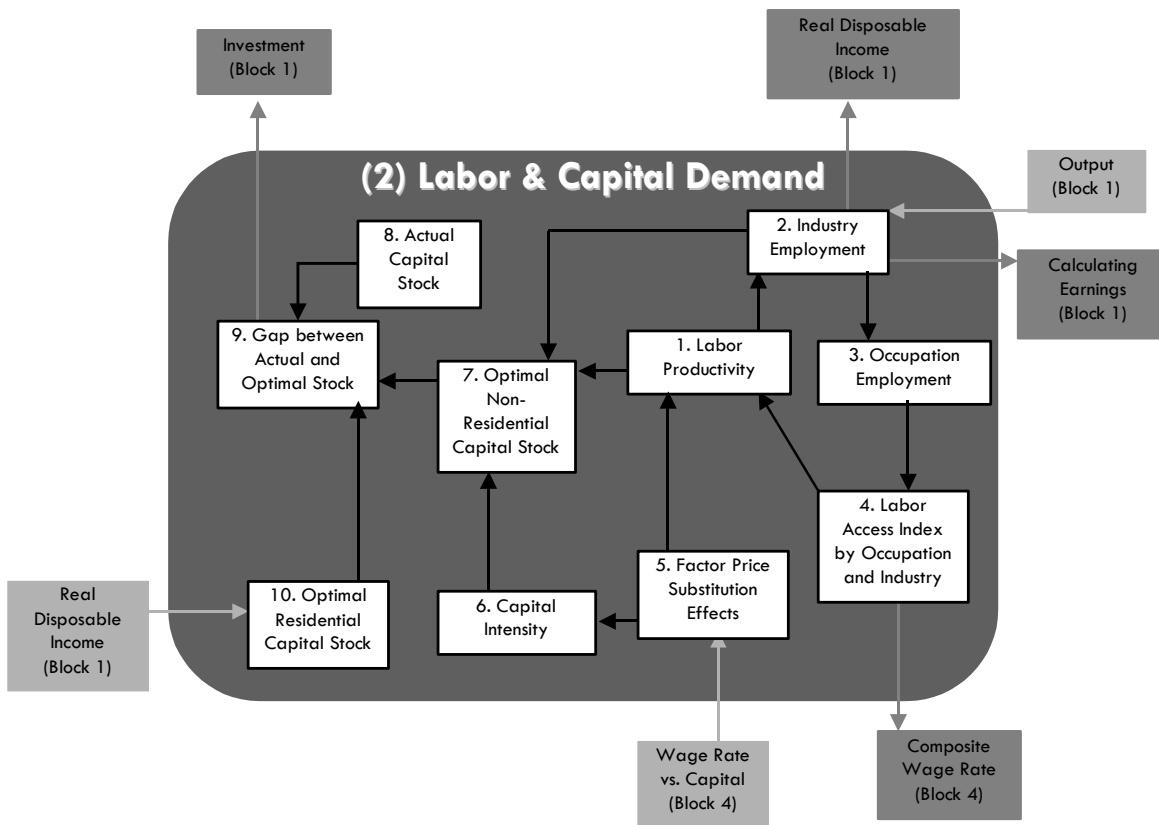 Investment
(Block 1)
Real Disposable
Income
(Block 1)
(2) Labor & Capital Demand
Output
(Block 1)
8. Actual
Capital
Stock
2. Industry
Employment
Calculating
Earnings
(Block 1)
9. Gap between
Actual and
Optimal Stock
7. Optimal
Non-
Residential
Capital Stock
1. Labor
Productivity
3. Occupation
Employment
4. Labor
Access Index
by Occupation
and Industry
Real
Disposable
Income
(Block 1)
10. Optimal
Residential
Capital Stock
6. Capital
Intensity
5. Factor Price
Substitution
Effects
Wage Rate
vs. Capital
(Block 4)
Composite
Wage Rate
(Block 4)